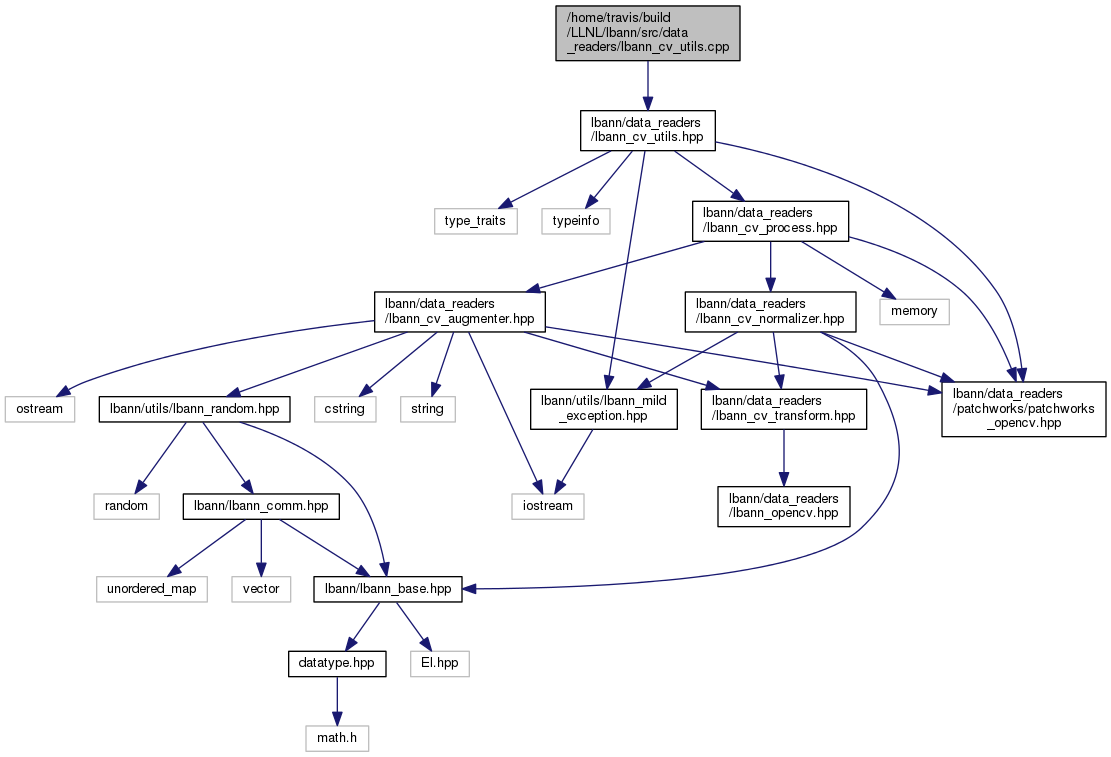 /home/travis/build
/LLNL/lbann/src/data
_readers/lbann_cv_utils.cpp
lbann/data_readers
/lbann_cv_utils.hpp
type_traits
typeinfo
lbann/data_readers
/lbann_cv_process.hpp
lbann/data_readers
/lbann_cv_augmenter.hpp
lbann/data_readers
/lbann_cv_normalizer.hpp
memory
ostream
lbann/utils/lbann_random.hpp
cstring
string
lbann/utils/lbann_mild
_exception.hpp
lbann/data_readers
/lbann_cv_transform.hpp
lbann/data_readers
/patchworks/patchworks
_opencv.hpp
random
lbann/lbann_comm.hpp
iostream
lbann/data_readers
/lbann_opencv.hpp
unordered_map
vector
lbann/lbann_base.hpp
datatype.hpp
El.hpp
math.h